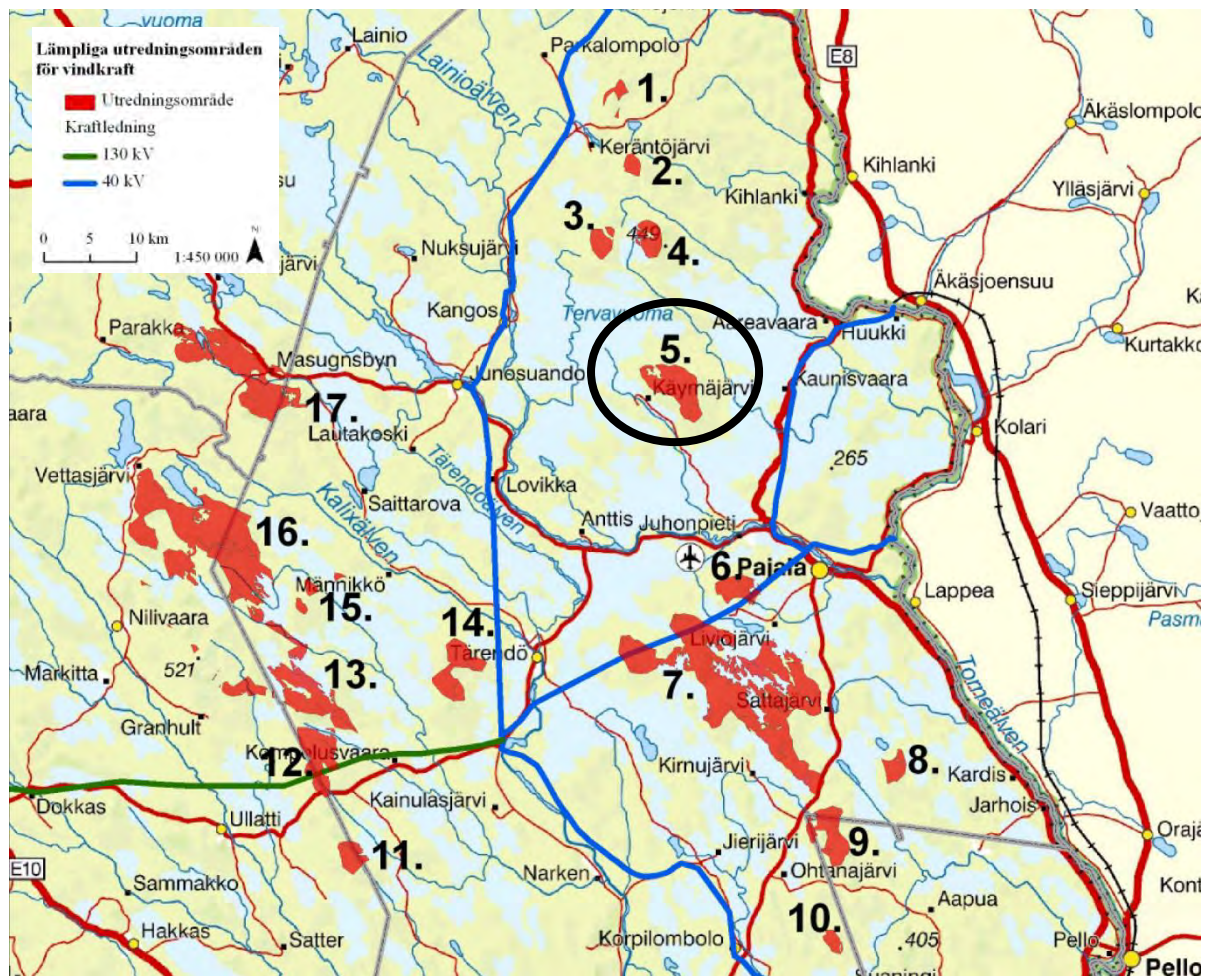 vuoma
Lämpliga utredningsområden
för vindkraft
Utredningsområde
Kraftledning
130 kV
40 kV
0 5 10 km
1:450 000
N
Lainio
Lainioälven
Parkalompolo
E8
1.
Äkäslompolo
Keräntöjärvi
2.
Kihlanki
Kihlanki
Ylläsjärvi
3.
449
4.
Nuksujärvi
Kangos
Tervavuoma
Aareavaara
Äkäsjoensuu
Huukki
Kurtakko
Parakka
Masugnsbyn
Junosuando
5.
Käymäjärvi
Kaunisvaara
17.
Lautakoski
Kolari
265
Vettasjärvi
Tärendöälven
Kalixälven
Saittarova
Lovikka
Anttis
Juhonpieti
Vaatto
16.
Männikkö
15.
6.
Pajala
Lappea
Sieppijärvi
Nilivaara
14.
Liviojärvi
Tärendö
521
Markitta
13.
7.
Sattajärvi
Torneälven
Granhult
Kompelusvaara
12.
Kirnujärvi
8.
Kardis
Jarhois
Dokkas
Kainulasjärvi
Ullatti
11.
Jierijärvi
9.
E10
Narken
Ohtanajärvi
Sammakko
Aapua
10.
Hakkas
Satter
Korpilombolo
405
Pello
Pello